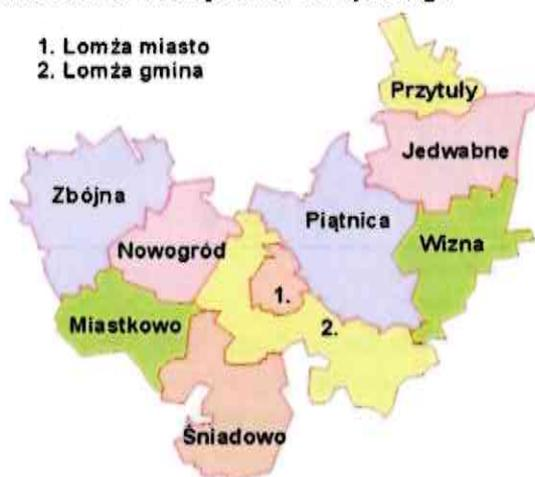 1. Lomża miasto
2. Lomża gmina
Przytuły
Jedwabne
Zbójna
Piątnica
Wizna
Nowogród
1.
Miastkowo
2.
Śniadowo